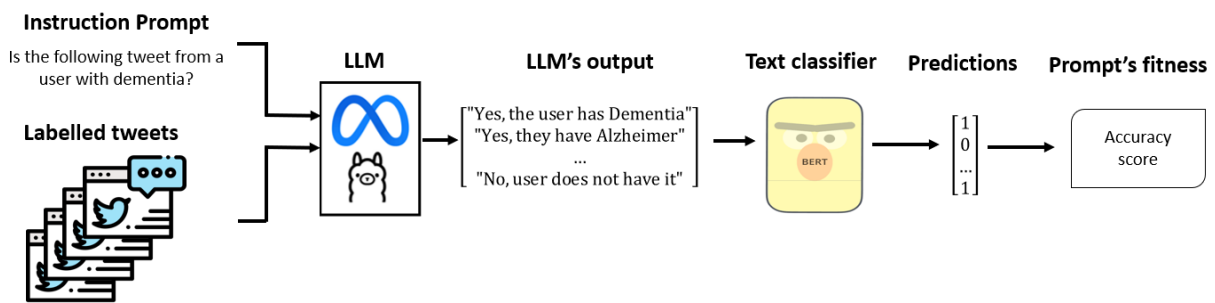 Instruction Prompt
Is the following tweet from a
user with dementia?
Labelled tweets
LLM
LLM's output
"Yes, the user has Dementia"
"Yes, they have Alzheimer"
...
"No, user does not have it"
Text classifier
BERT
Predictions
1
0
...
1
Prompt's fitness
Accuracy
score